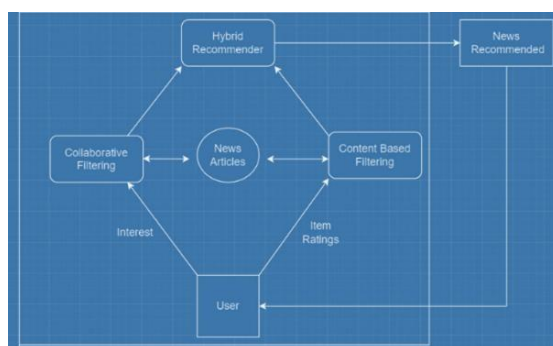 Hybrid
Recommender
News
Recommended
Collaborative
Filtering
News
Articles
Content Based
Filtering
Interest
Item
Ratings
User